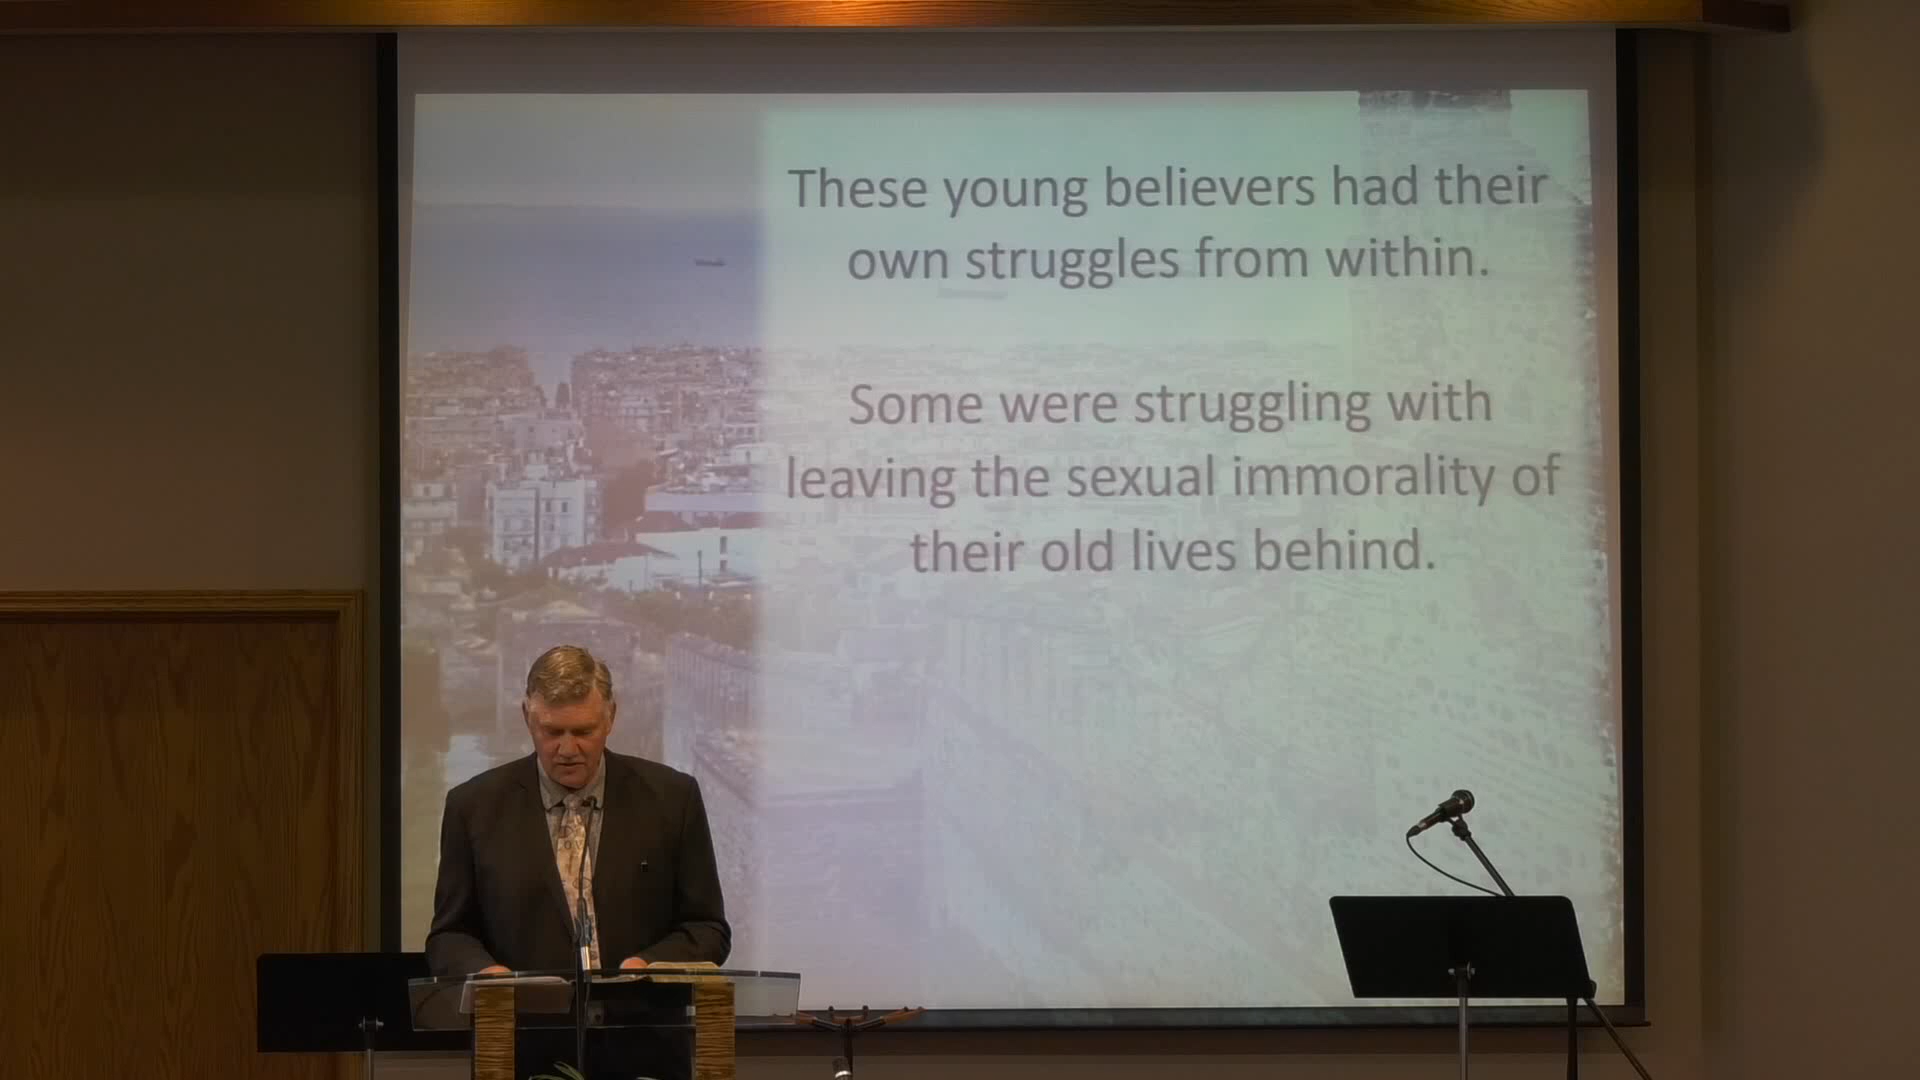 These young believers had their
own struggles from within.
Some were struggling with
leaving the sexual immorality of
their old lives behind.